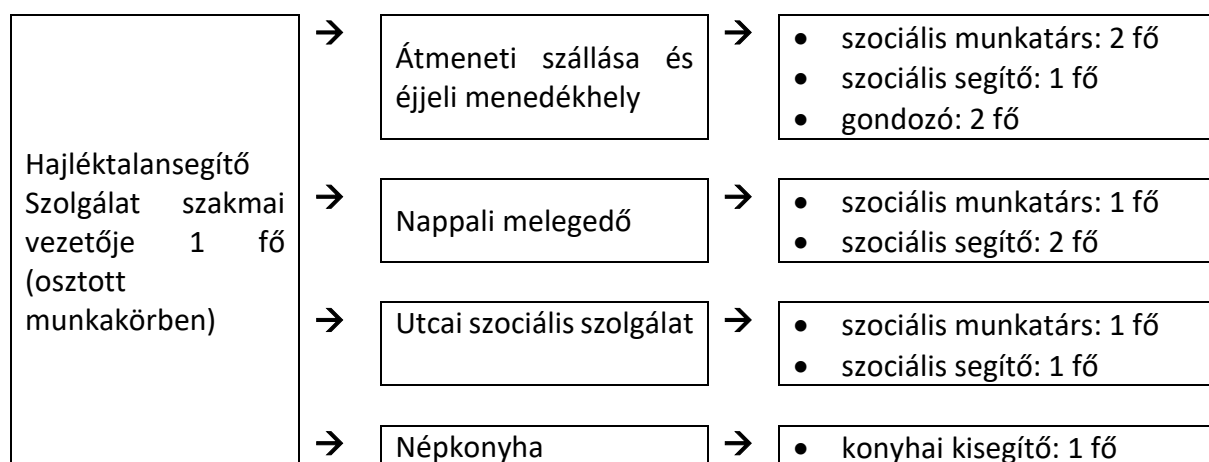 Hajléktalansegítő
Szolgálat szakmai
vezetője 1 fő
(osztott
munkakörben)
→ Átmeneti szállása és
éjjeli menedékhely
→ • szociális munkatárs: 2 fő
• szociális segítő: 1 fő
• gondozó: 2 fő
→ Nappali melegedő
→ • szociális munkatárs: 1 fő
• szociális segítő: 2 fő
→ Utcai szociális szolgálat
→ • szociális munkatárs: 1 fő
• szociális segítő: 1 fő
→ Népkonyha
→ • konyhai kisegítő: 1 fő